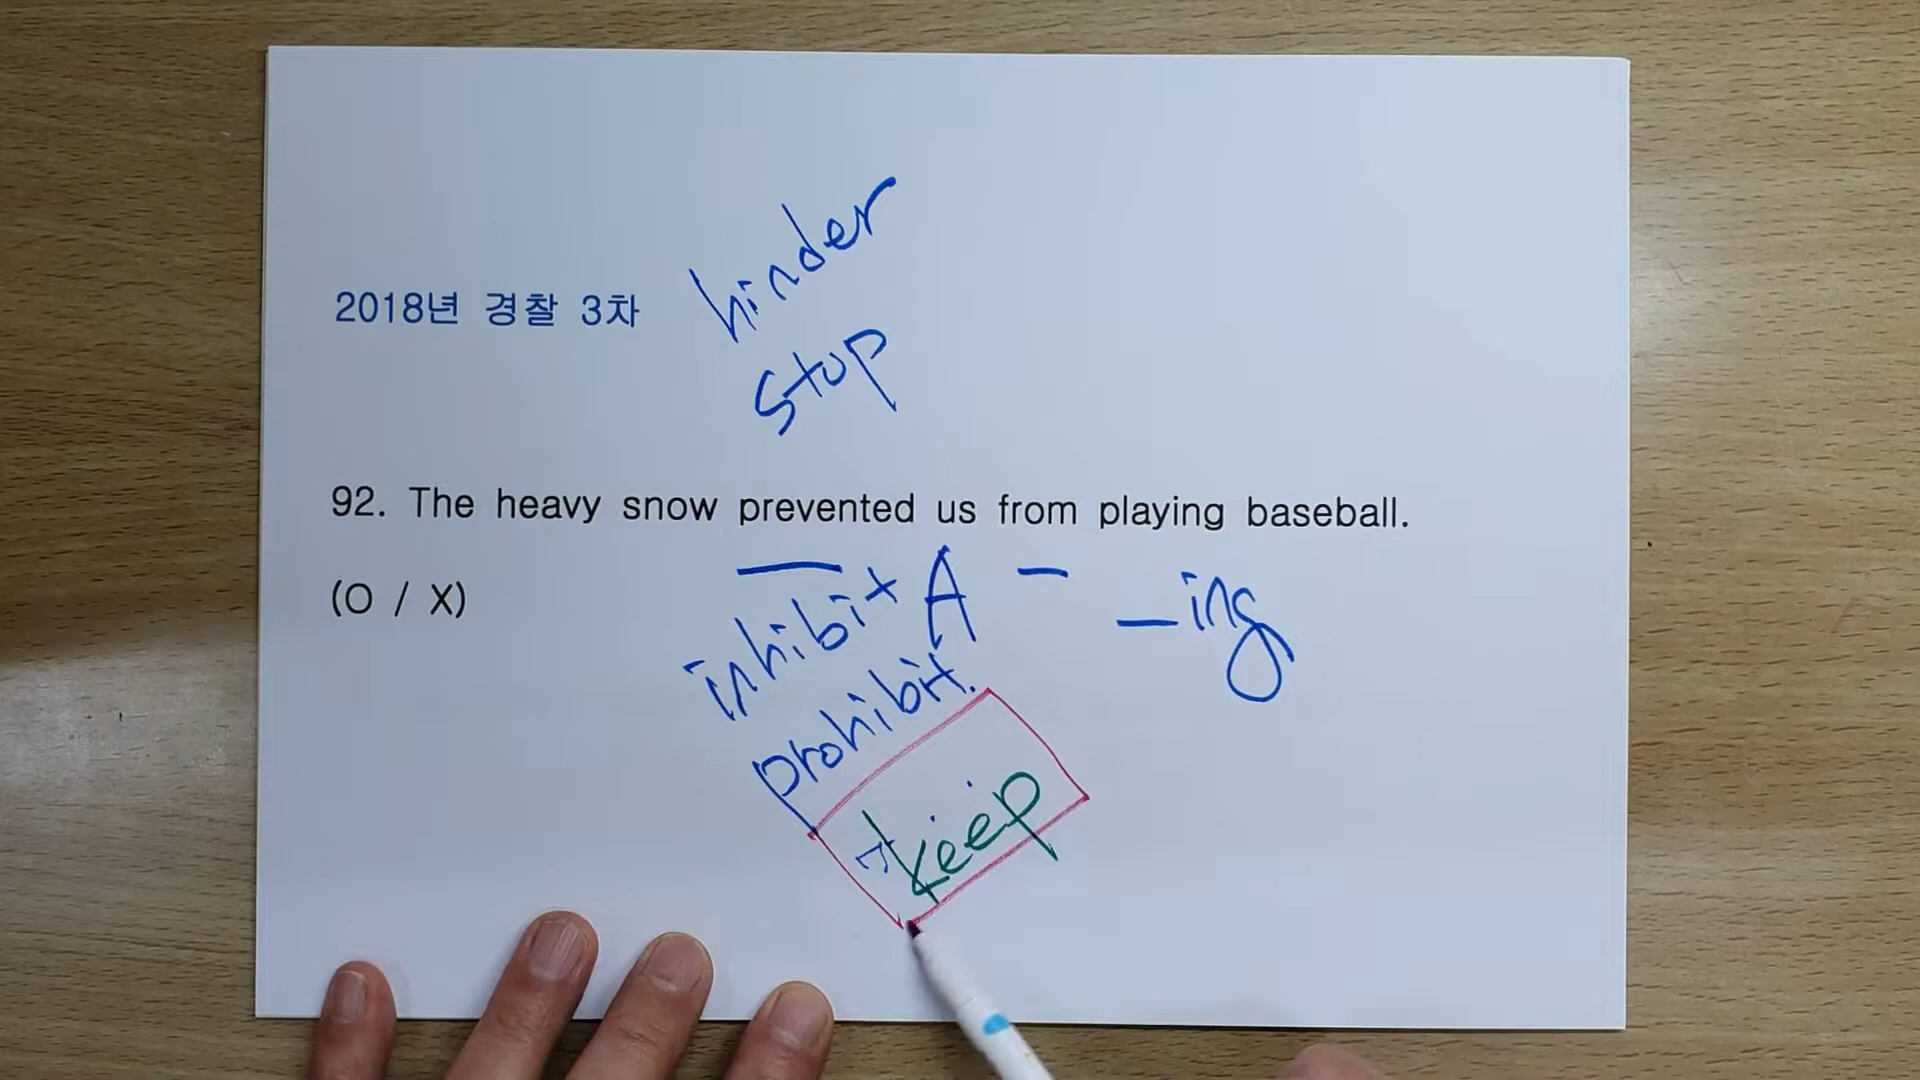 hinder
2018년 경찰 3차
stop
92. The heavy snow prevented us from playing baseball.
(O / X)
inhibit A - _ing
prohibit.
keep